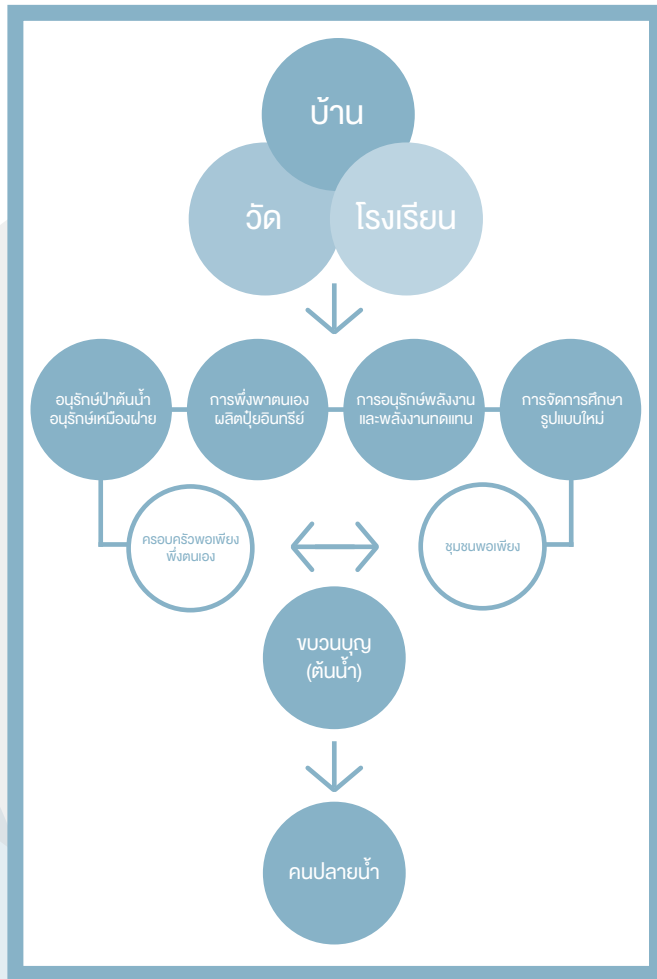 บ้าน
วัด
โรงเรียน
อนุรักษ์ป่าต้นน้ำ
อนุรักษ์เหมืองฝาย
การพึ่งพาตนเอง
ผลิตปุ๋ยอินทรีย์
การอนุรักษ์พลังงาน
และพลังงานทดแทน
การจัดการศึกษา
รูปแบบใหม่
ครอบครัวพอเพียง
พึ่งตนเอง
ชุมชนพอเพียง
ขบวนบุญ
(ต้นน้ำ)
คนปลายน้ำ